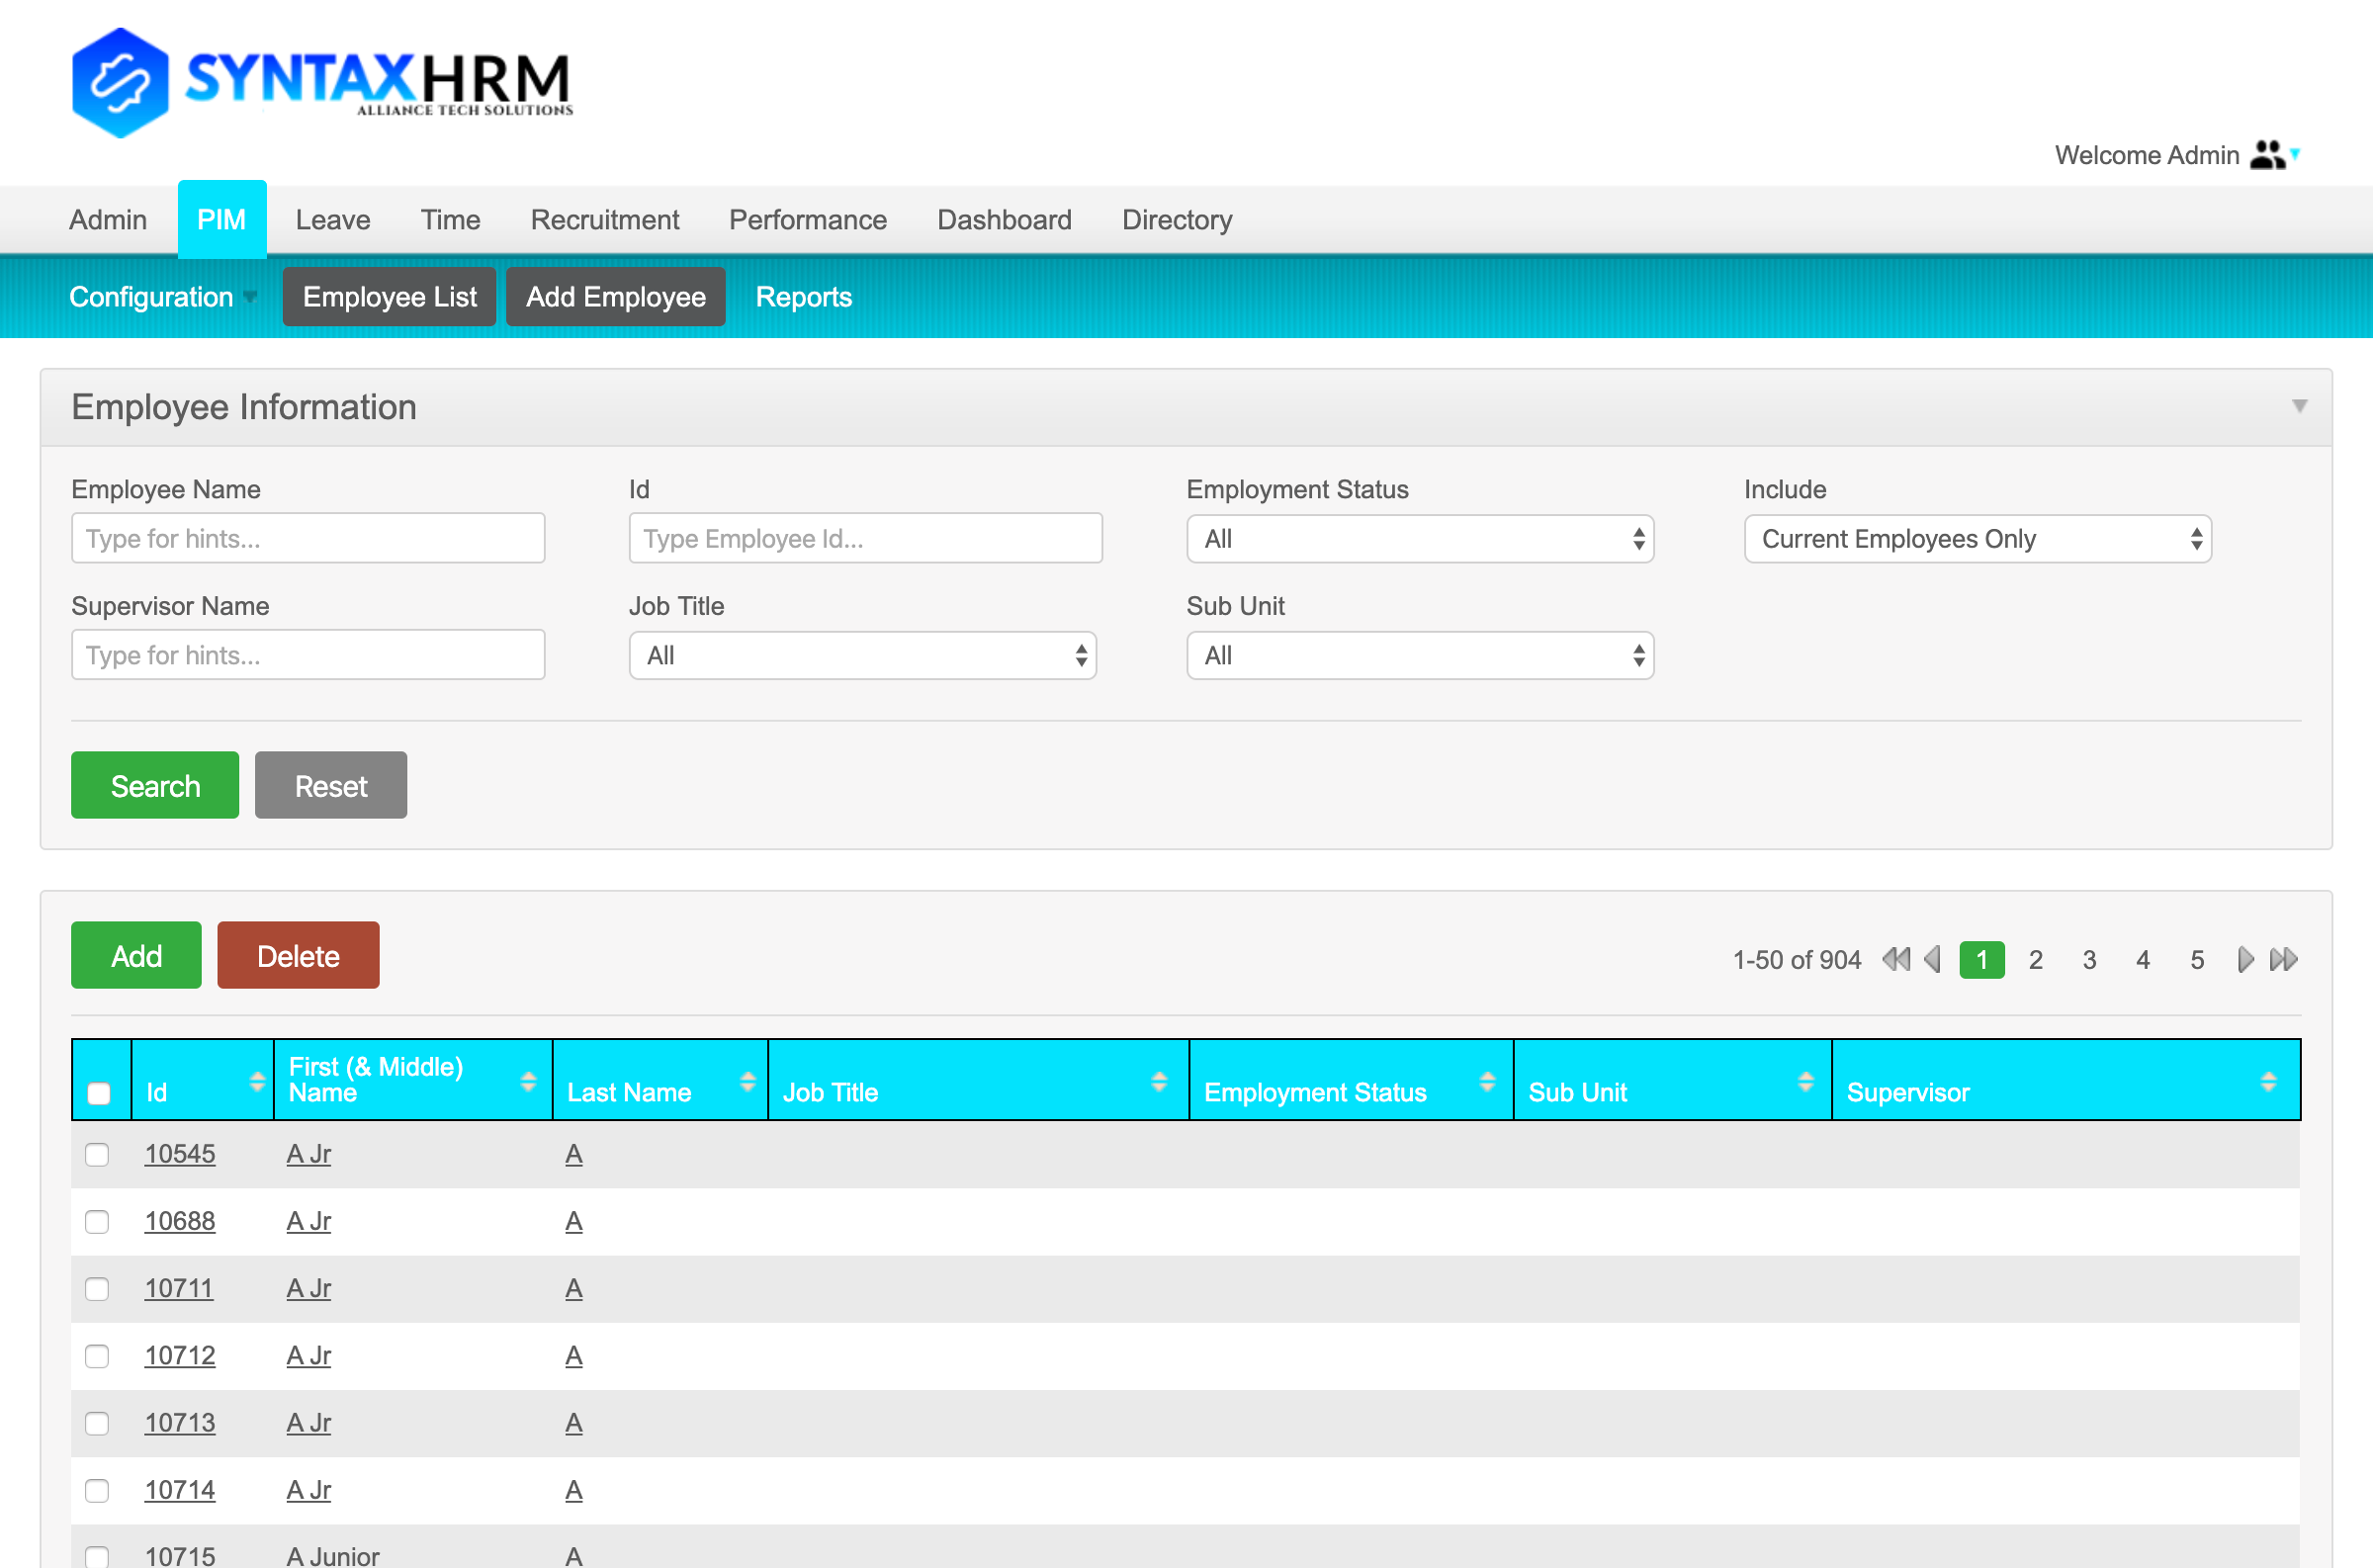 SYNTAXHRM
ALLIANCE TECH SOLUTIONS
Welcome Admin
Admin PIM Leave Time Recruitment Performance Dashboard Directory
Configuration Employee List Add Employee Reports
Employee Information
Employee Name Id Employment Status Include
Type for hints... Type Employee Id... All Current Employees Only
Supervisor Name Job Title Sub Unit
Type for hints... All All
Search Reset
Add Delete 1-50 of 904 1 2 3 4 5
Id First (& Middle) Name Last Name Job Title Employment Status Sub Unit Supervisor
10545 A Jr A
10688 A Jr A
10711 A Jr A
10712 A Jr A
10713 A Jr A
10714 A Jr A
10715 A Junior A